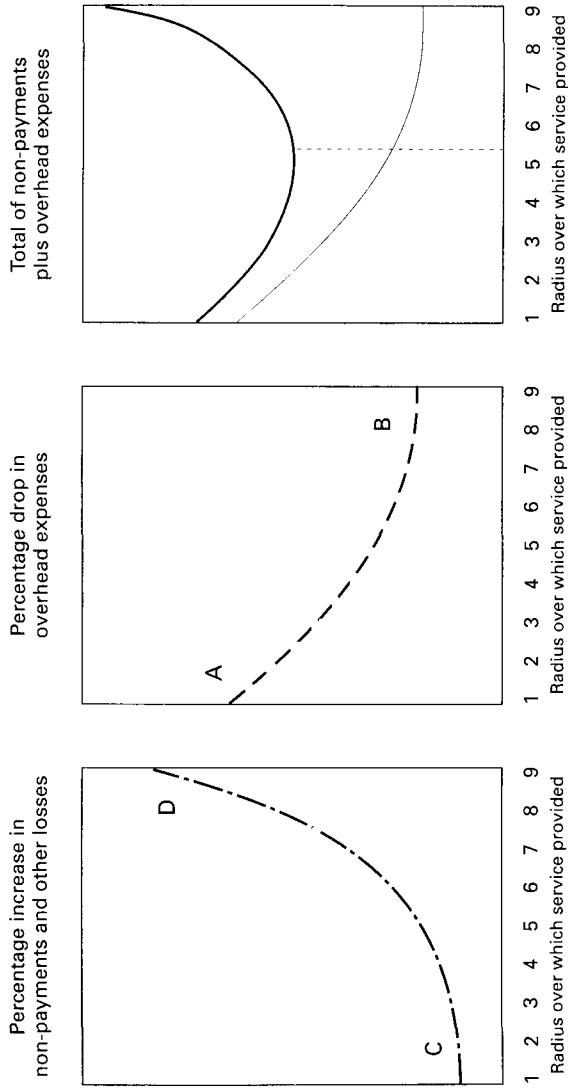 Percentage increase in
non-payments and other losses
D
C
1 2 3 4 5 6 7 8 9
Radius over which service provided
Percentage drop in
overhead expenses
A
B
1 2 3 4 5 6 7 8 9
Radius over which service provided
Total of non-payments
plus overhead expenses
1 2 3 4 5 6 7 8 9
Radius over which service provided